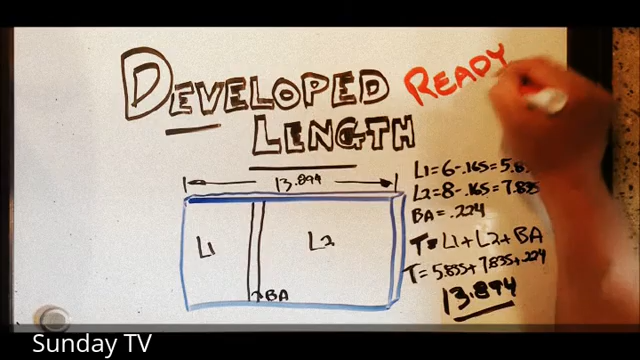 DEVELOPED READY
LENGTH
13.894
L1 = 6 - .165 = 5.835
L2 = 8 - .165 = 7.835
BA = .224
T = L1 + L2 + BA
T = 5.835 + 7.835 + .224
13.894
L1
L2
BA
Sunday TV